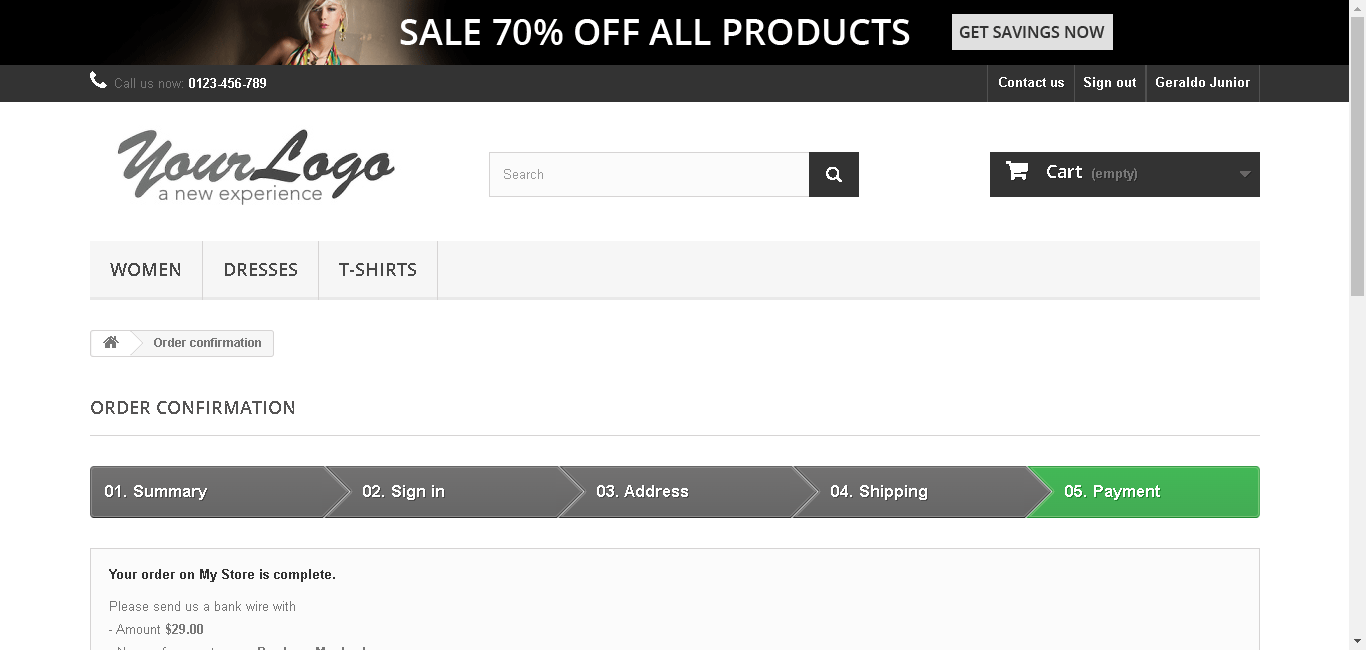 SALE 70% OFF ALL PRODUCTS GET SAVINGS NOW
Call us now: 0123-456-789 Contact us Sign out Geraldo Junior
YourLogo
a new experience
Search
Cart (empty)
WOMEN DRESSES T-SHIRTS
Order confirmation
ORDER CONFIRMATION
01. Summary 02. Sign in 03. Address 04. Shipping 05. Payment
Your order on My Store is complete.
Please send us a bank wire with
- Amount $29.00